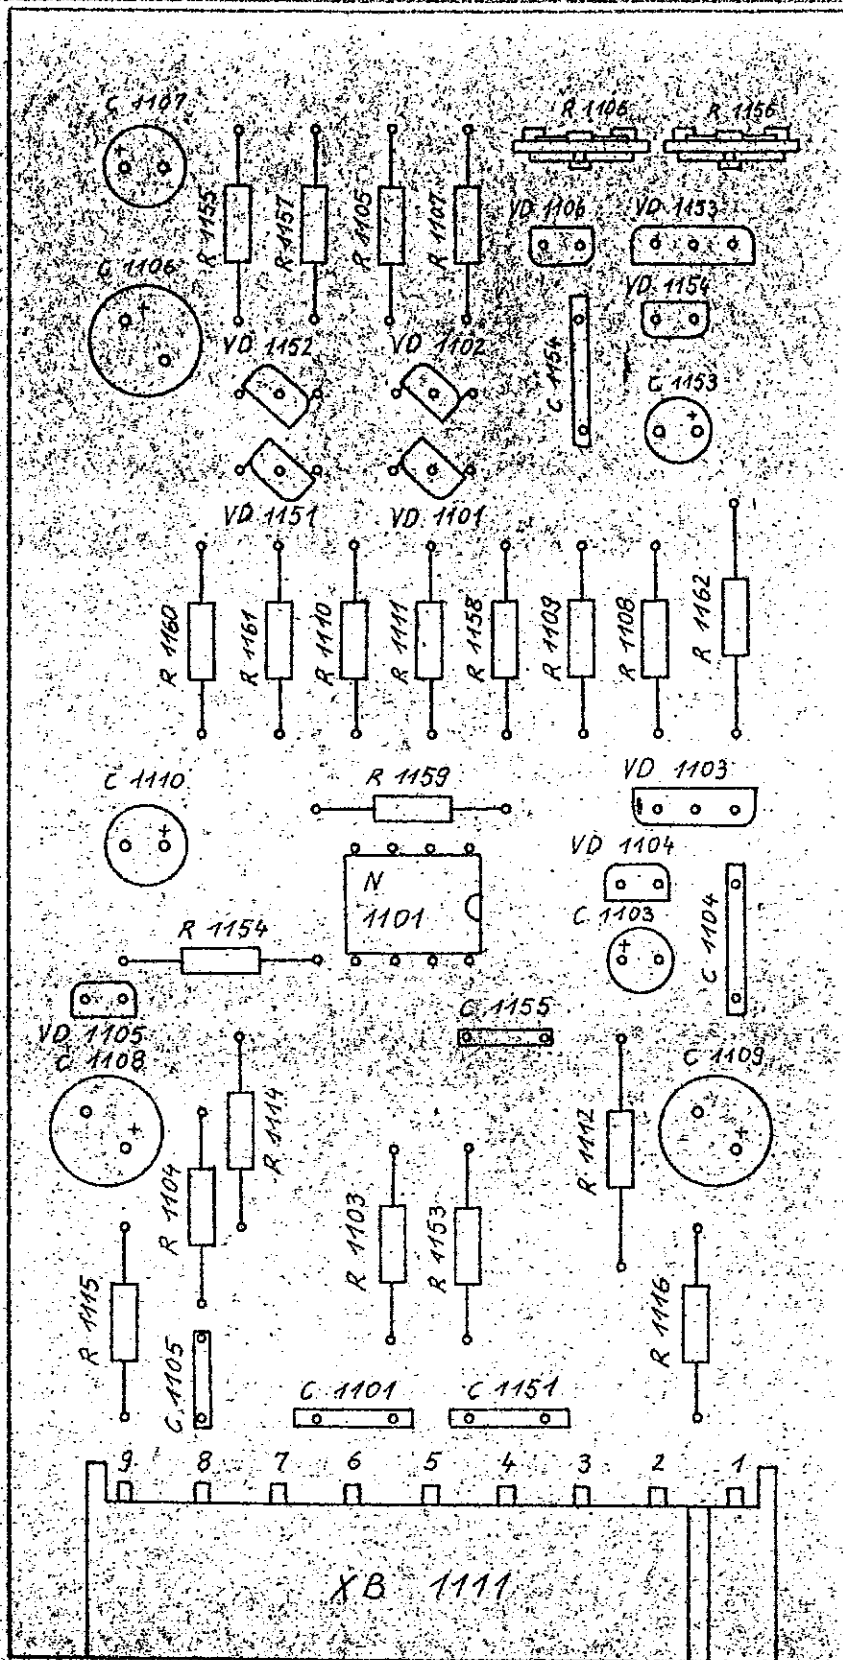 C 1107
R 1106
R 1156
R 1155
R 1157
R 1105
R 1107
VD 1106
VD 1153
C 1106
VD 1154
VD 1152
VD 1102
C 1154
C 1153
VD 1151
VD 1101
R 1160
R 1161
R 1110
R 1111
R 1158
R 1109
R 1108
R 1162
C 1110
R 1159
VD 1103
N
1101
VD 1104
C 1103
C 1104
R 1154
VD 1105
C 1155
C 1108
C 1109
R 1114
R 1112
R 1104
R 1103
R 1153
R 1115
R 1116
C 1105
C 1101
C 1151
9 8 7 6 5 4 3 2 1
XB 1111